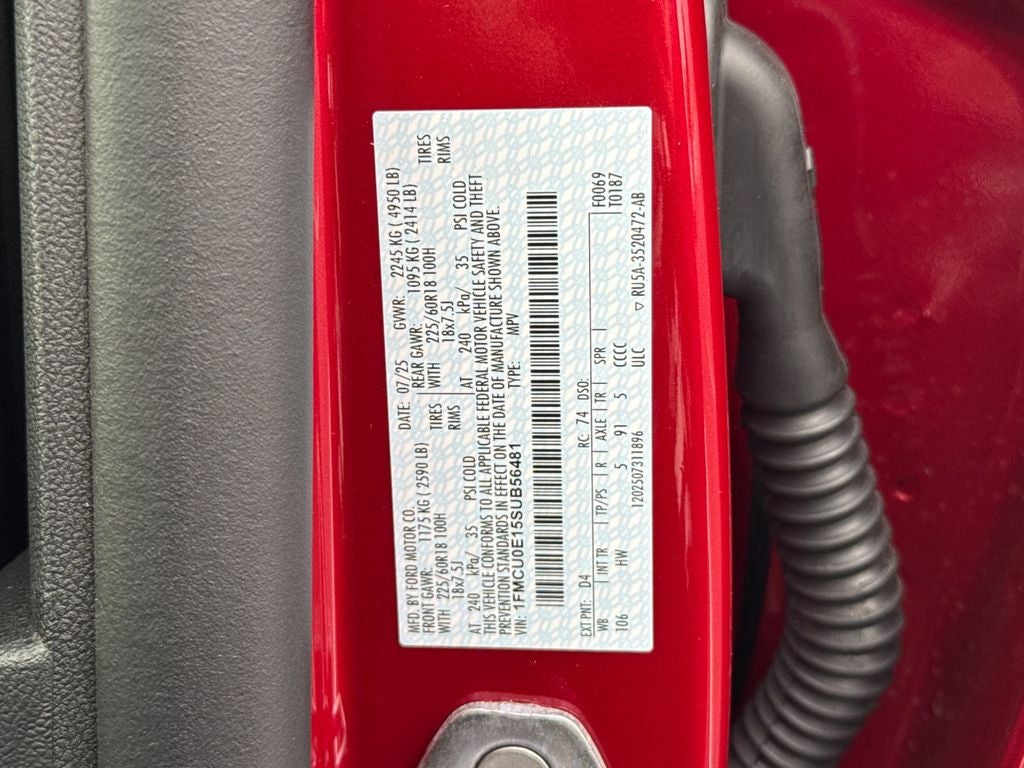 MFD. BY FORD MOTOR CO.
DATE: 07/25 GVWR: 2245 KG ( 4950 LB)
FRONT GAWR: 1175 KG ( 2590 LB) REAR GAWR: 1095 KG ( 2414 LB)
WITH 225/60R18 100H TIRES WITH 225/60R18 100H TIRES
18x7.5J RIMS 18x7.5J RIMS
AT 240 kPa/ 35 PSI COLD AT 240 kPa/ 35 PSI COLD
THIS VEHICLE CONFORMS TO ALL APPLICABLE FEDERAL MOTOR VEHICLE SAFETY AND THEFT
PREVENTION STANDARDS IN EFFECT ON THE DATE OF MANUFACTURE SHOWN ABOVE.
VIN: 1FMCU0E15SUB56481 TYPE: MPV
EXT PNT: D4 RC: 74 DSO: F0069
WB INT TR TP/PS R AXLE TR SPR T0187
106 HW 5 91 5 CCCC
1202507311896 ULC ▽ RU5A-3520472-AB